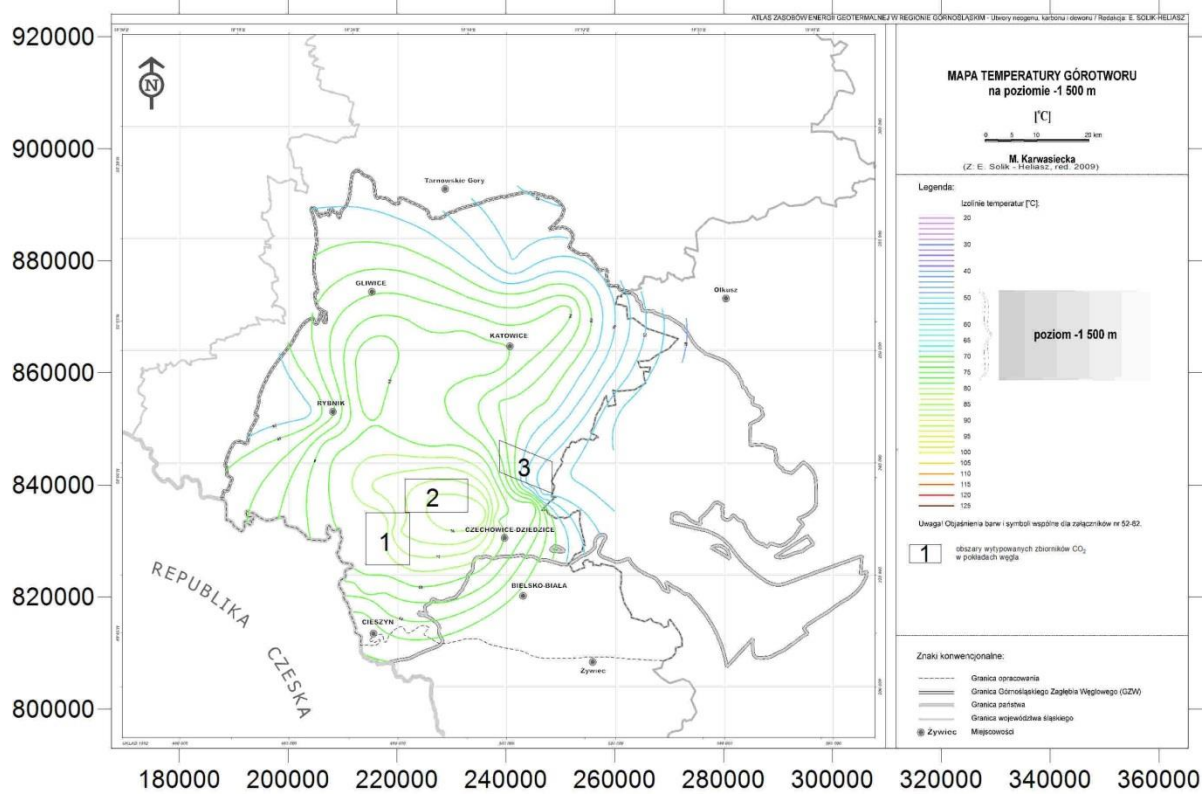 ATLAS ZASOBÓW ENERGII GEOTERMALNEJ W REGIONIE GÓRNOŚLĄSKIM - Utwory neogenu, karbonu i dewonu / Redakcja: E. SOLIK-HELIASZ
920000
900000
880000
860000
840000
820000
800000
N
Tarnowskie Góry
GLIWICE
Olkusz
KATOWICE
RYBNIK
3
2
1
CZECHOWICE-DZIEDZICE
BIELSKO-BIAŁA
CIESZYN
Żywiec
REPUBLIKA
CZESKA
MAPA TEMPERATURY GÓROTWORU
na poziomie -1 500 m
[°C]
0 5 10 20 km
M. Karwasiecka
(Z: E. Solik - Heliasz, red. 2009)
Legenda:
Izolinie temperatur [°C]:
20
30
40
50
60
65
70
75
80
85
90
95
100
105
110
115
120
125
poziom -1 500 m
Uwaga! Objaśnienia barw i symboli wspólne dla załączników nr 52-62.
1
obszary wytypowanych zbiorników CO₂
w pokładach węgla
Znaki konwencjonalne:
Granica opracowania
Granica Górnośląskiego Zagłębia Węglowego (GZW)
Granica państwa
Granica województwa śląskiego
Żywiec Miejscowości
180000 200000 220000 240000 260000 280000 300000 320000 340000 360000